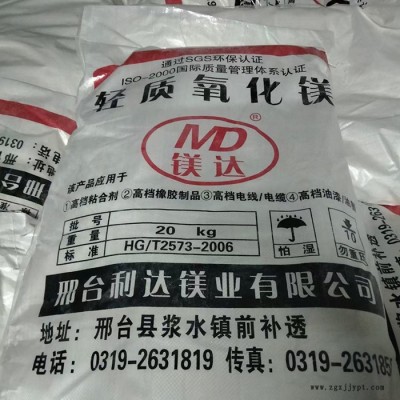 通过SGS环保认证
ISO-2000国际质量管理体系认证
轻质氧化镁
MD®
镁达
该产品应用于
①高档粘合剂 ②高档橡胶制品 ③高档电线/电缆 ④高档油漆
批号
重量 20 kg
标准 HG/T2573-2006
怕湿
勿重
邢台利达镁业有限公司
地址：邢台县浆水镇前补透
电话：0319-2631819 传真：0319-263185
www.zgzjjypt.com